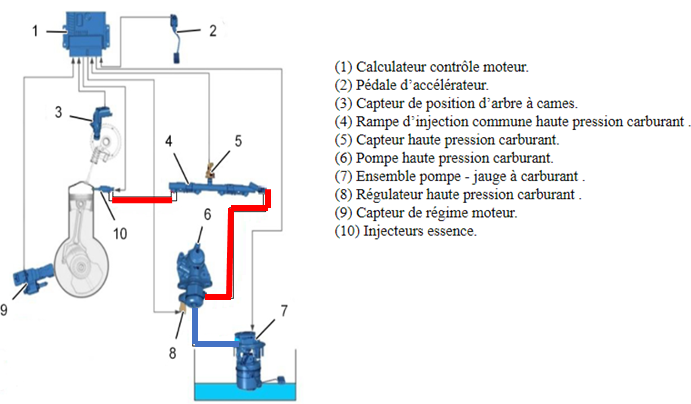 1
2
3
4
5
6
10
9
7
8
(1) Calculateur contrôle moteur.
(2) Pédale d’accélérateur.
(3) Capteur de position d’arbre à cames.
(4) Rampe d’injection commune haute pression carburant .
(5) Capteur haute pression carburant.
(6) Pompe haute pression carburant.
(7) Ensemble pompe - jauge à carburant .
(8) Régulateur haute pression carburant .
(9) Capteur de régime moteur.
(10) Injecteurs essence.